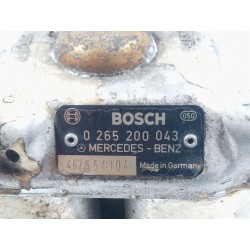 BOSCH
050
0 265 200 043
MERCEDES-BENZ
Made in Germany